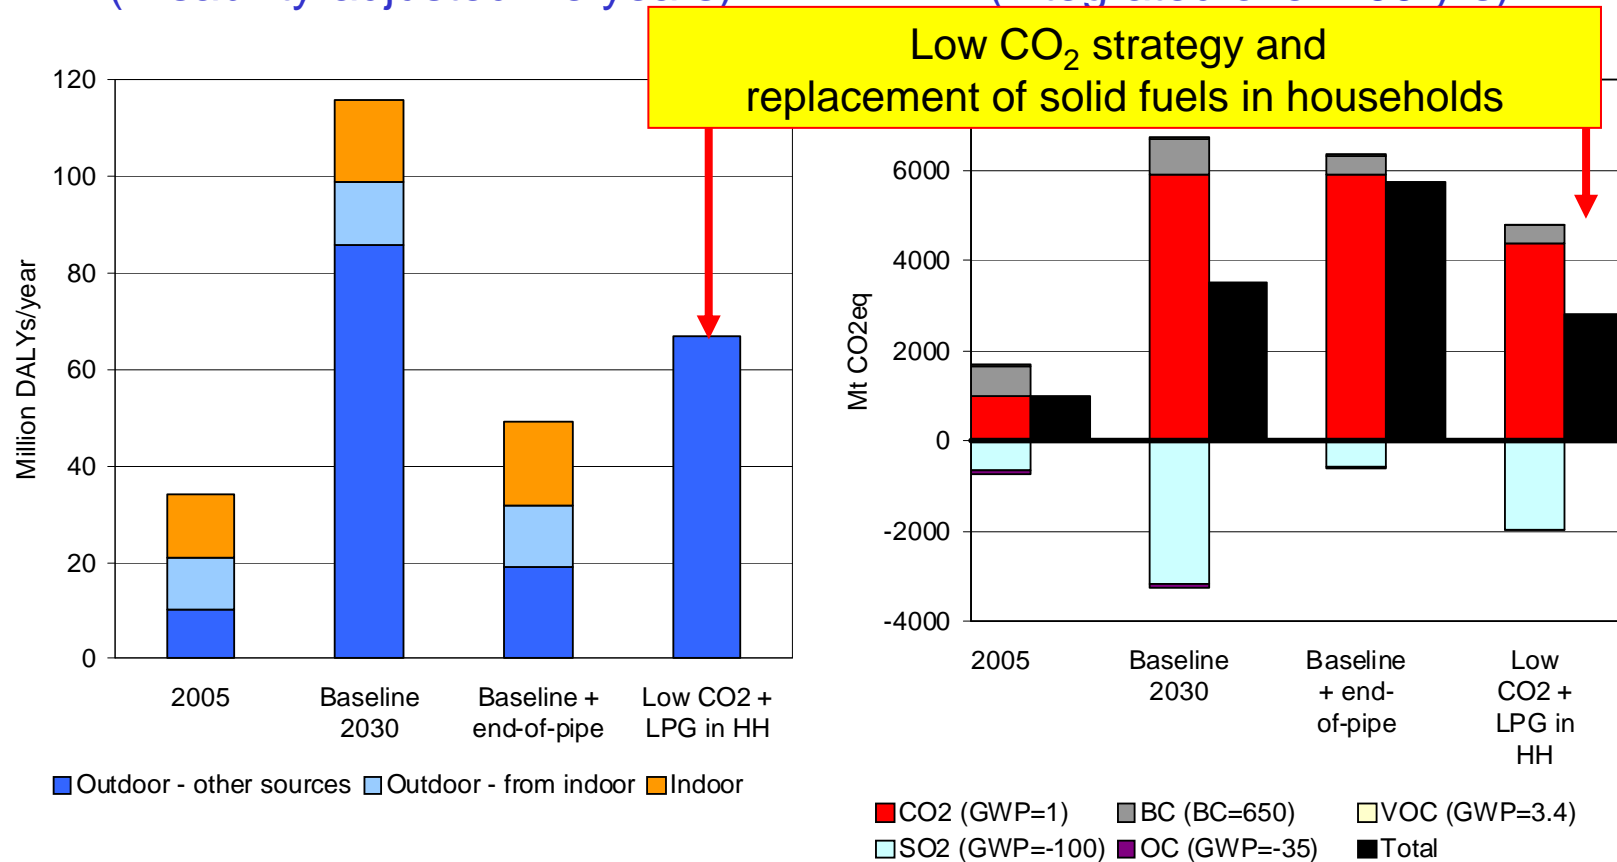 Low CO2 strategy and
replacement of solid fuels in households
Million DALYs/year
120
100
80
60
40
20
0
2005
Baseline
2030
Baseline +
end-of-pipe
Low CO2 +
LPG in HH
Outdoor - other sources Outdoor - from indoor Indoor
Mt CO2eq
6000
4000
2000
0
-2000
-4000
2005
Baseline
2030
Baseline
+ end-
of-pipe
Low
CO2 +
LPG in
HH
CO2 (GWP=1) BC (BC=650) VOC (GWP=3.4)
SO2 (GWP=-100) OC (GWP=-35) Total